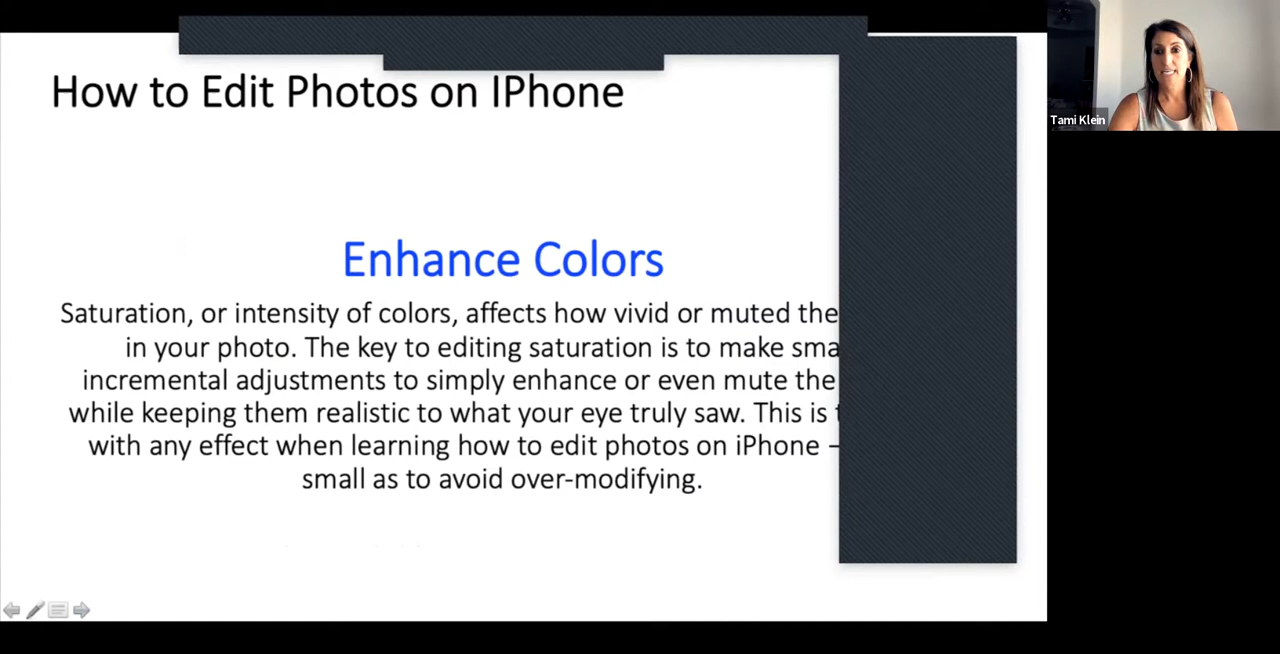 How to Edit Photos on IPhone
Enhance Colors
Saturation, or intensity of colors, affects how vivid or muted the
in your photo. The key to editing saturation is to make sma
incremental adjustments to simply enhance or even mute the
while keeping them realistic to what your eye truly saw. This is
with any effect when learning how to edit photos on iPhone –
small as to avoid over-modifying.
Tami Klein